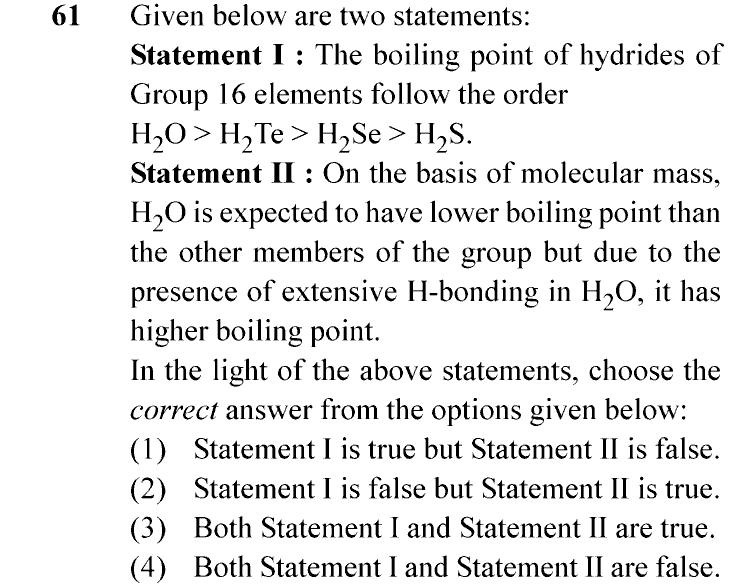 61 Given below are two statements:
Statement I : The boiling point of hydrides of
Group 16 elements follow the order
H₂O > H₂Te > H₂Se > H₂S.
Statement II : On the basis of molecular mass,
H₂O is expected to have lower boiling point than
the other members of the group but due to the
presence of extensive H-bonding in H₂O, it has
higher boiling point.
In the light of the above statements, choose the
correct answer from the options given below:
(1) Statement I is true but Statement II is false.
(2) Statement I is false but Statement II is true.
(3) Both Statement I and Statement II are true.
(4) Both Statement I and Statement II are false.